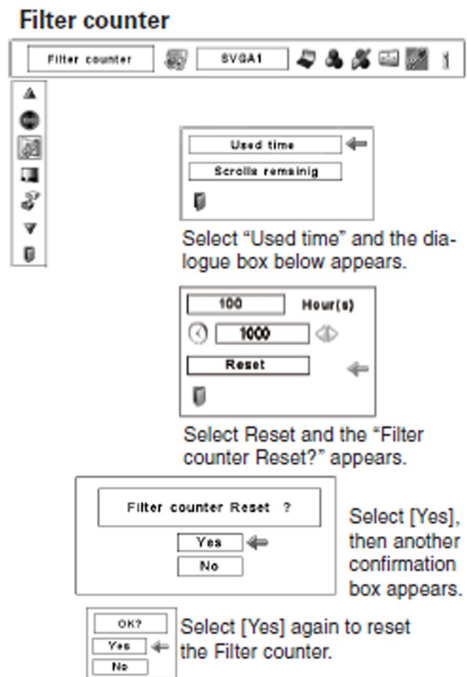 Filter counter
Filter counter SVGA1
Used time
Scrolls remainig
Select “Used time” and the dia-
logue box below appears.
100 Hour(s)
1000
Reset
Select Reset and the “Filter
counter Reset?” appears.
Filter counter Reset ?
Yes
No
Select [Yes],
then another
confirmation
box appears.
OK?
Yes
No
Select [Yes] again to reset
the Filter counter.